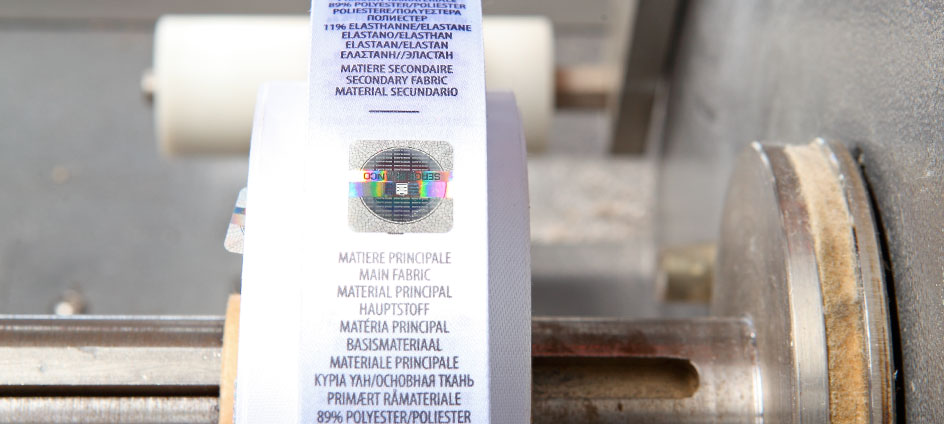 89% POLYESTER/POLIESTER
POLIESTERE/ΠΟΛΥΕΣΤΕΡΑ
ПОЛИЕСТЕР
11% ELASTHANNE/ELASTANE
ELASTANO/ELASTHAN
ELASTAAN/ELASTAN
ΕΛΑΣΤΑΝΗ//ЭЛАСТАН
MATIERE SECONDAIRE
SECONDARY FABRIC
MATERIAL SECUNDARIO
MATIERE PRINCIPALE
MAIN FABRIC
MATERIAL PRINCIPAL
HAUPTSTOFF
MATÉRIA PRINCIPAL
BASISMATERIAAL
MATERIALE PRINCIPALE
ΚΥΡΙΑ ΥΛΗ/ОСНОВНАЯ ТКАНЬ
PRIMÆRT RÅMATERIALE
89% POLYESTER/POLIESTER